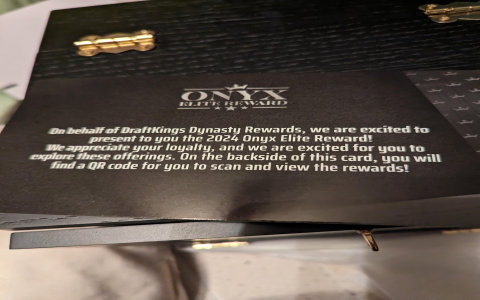 ONYX
ELITE REWARD
On behalf of DraftKings Dynasty Rewards, we are excited to
present to you the 2024 Onyx Elite Reward!
We appreciate your loyalty, and we are excited for you to
explore these offerings. On the backside of this card, you will
find a QR code for you to scan and view the rewards!